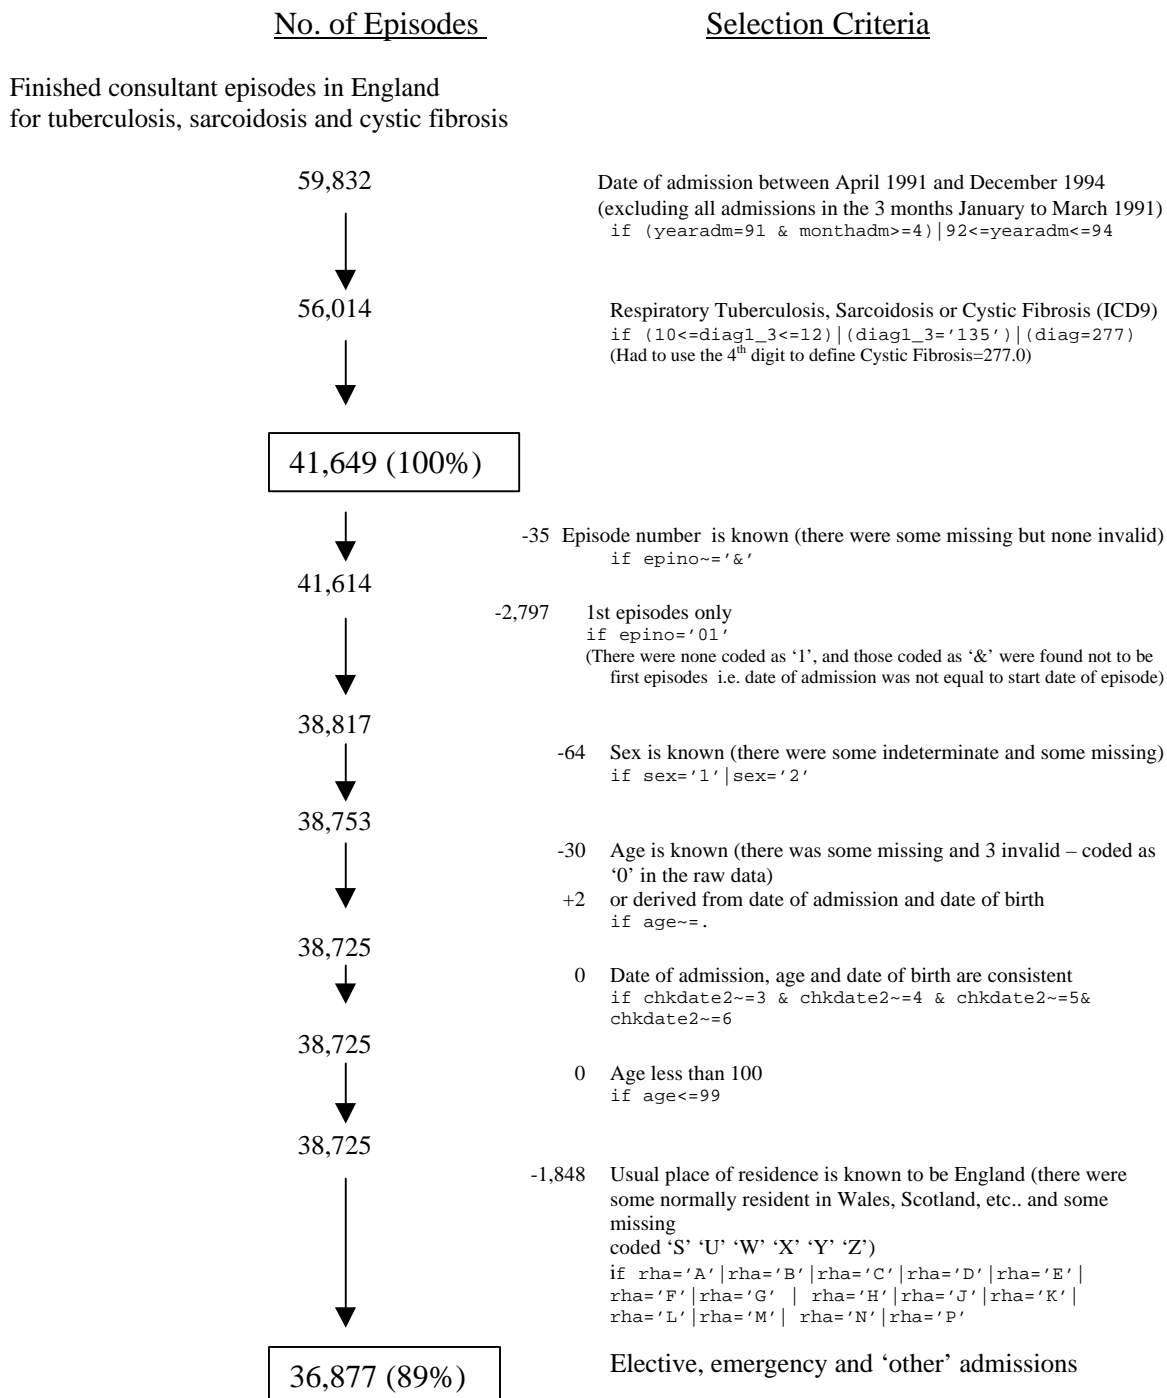 No. of Episodes
Selection Criteria
Finished consultant episodes in England
for tuberculosis, sarcoidosis and cystic fibrosis
59,832
Date of admission between April 1991 and December 1994
(excluding all admissions in the 3 months January to March 1991)
if (yearadm=91 & monthadm>=4)|92<=yearadm<=94
56,014
Respiratory Tuberculosis, Sarcoidosis or Cystic Fibrosis (ICD9)
if (10<=diag1_3<=12)|(diag1_3='135')|(diag=277)
(Had to use the 4th digit to define Cystic Fibrosis=277.0)
41,649 (100%)
-35 Episode number is known (there were some missing but none invalid)
if epino~='&'
41,614
-2,797 1st episodes only
if epino='01'
(There were none coded as ‘1’, and those coded as ‘&’ were found not to be
first episodes i.e. date of admission was not equal to start date of episode)
38,817
-64 Sex is known (there were some indeterminate and some missing)
if sex='1'|sex='2'
38,753
-30 Age is known (there was some missing and 3 invalid – coded as
‘0’ in the raw data)
+2 or derived from date of admission and date of birth
if age~=.
38,725
0 Date of admission, age and date of birth are consistent
if chkdate2~=3 & chkdate2~=4 & chkdate2~=5&
chkdate2~=6
38,725
0 Age less than 100
if age<=99
38,725
-1,848 Usual place of residence is known to be England (there were
some normally resident in Wales, Scotland, etc.. and some
missing
coded ‘S’ ‘U’ ‘W’ ‘X’ ‘Y’ ‘Z’)
if rha='A'|rha='B'|rha='C'|rha='D'|rha='E'|
rha='F'|rha='G' | rha='H'|rha='J'|rha='K'|
rha='L'|rha='M'| rha='N'|rha='P'
36,877 (89%)
Elective, emergency and ‘other’ admissions